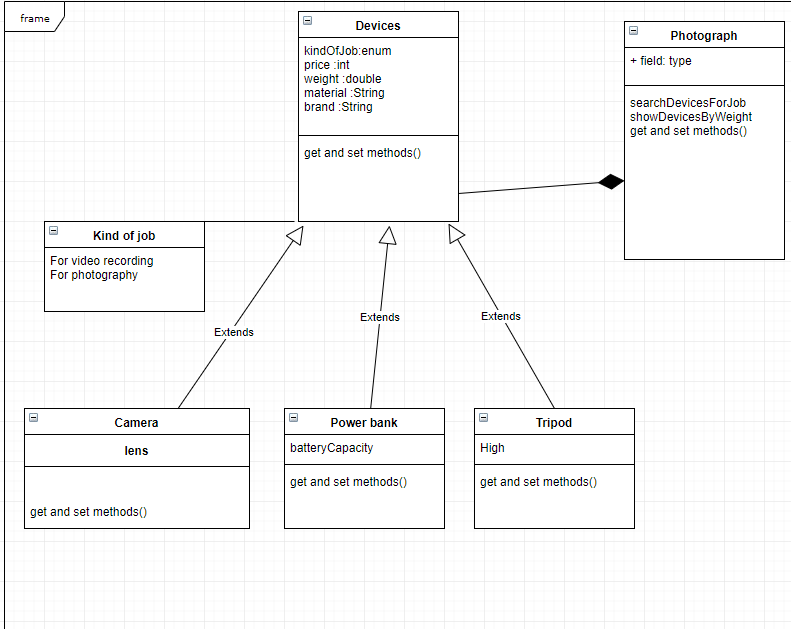 frame
Devices
kindOfJob:enum
price :int
weight :double
material :String
brand :String
get and set methods()
Photograph
+ field: type
searchDevicesForJob
showDevicesByWeight
get and set methods()
Kind of job
For video recording
For photography
Extends
Extends
Extends
Camera
lens
get and set methods()
Power bank
batteryCapacity
get and set methods()
Tripod
High
get and set methods()